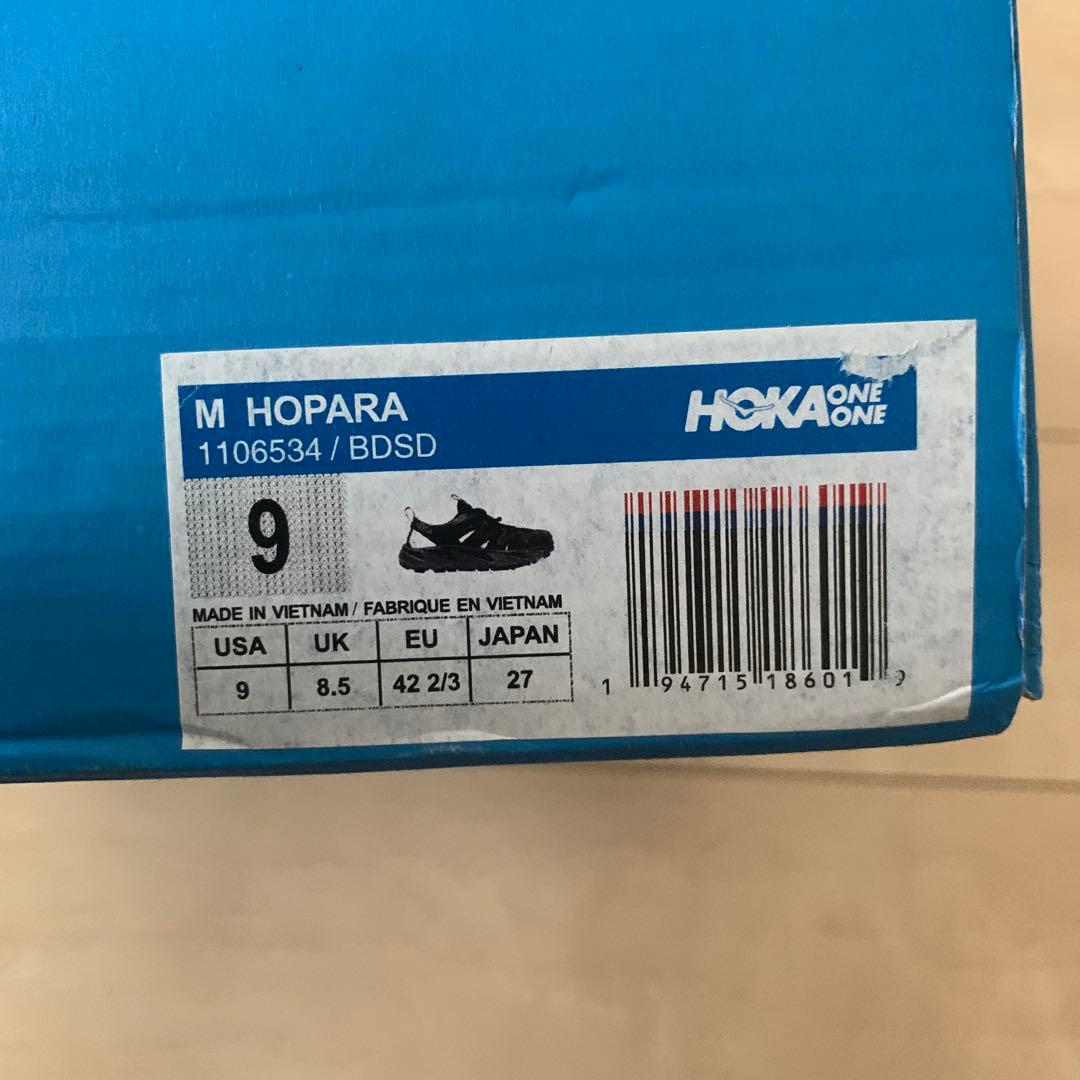 M HOPARA
1106534 / BDSD
HOKA ONE ONE
9
MADE IN VIETNAM / FABRIQUE EN VIETNAM
USA UK EU JAPAN
9 8.5 42 2/3 27
1 94715 18601 9